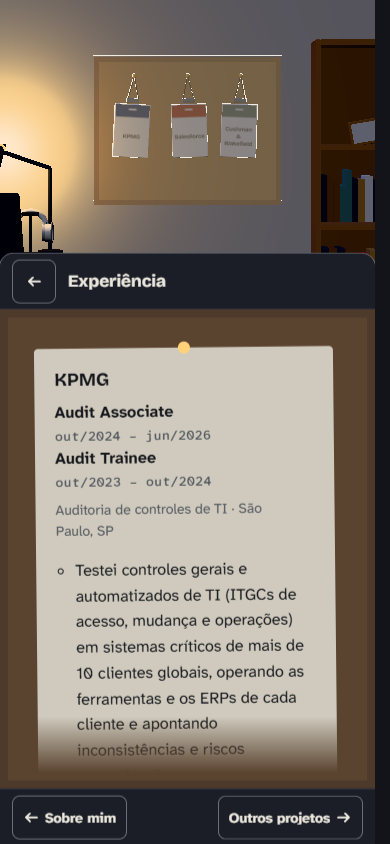 KPMG
Salesforce
Cushman
&
Wakefield
←
Experiência
KPMG
Audit Associate
out/2024 – jun/2026
Audit Trainee
out/2023 – out/2024
Auditoria de controles de TI · São
Paulo, SP
Testei controles gerais e
automatizados de TI (ITGCs de
acesso, mudança e operações)
em sistemas críticos de mais de
10 clientes globais, operando as
ferramentas e os ERPs de cada
cliente e apontando
inconsistências e riscos
← Sobre mim
Outros projetos →